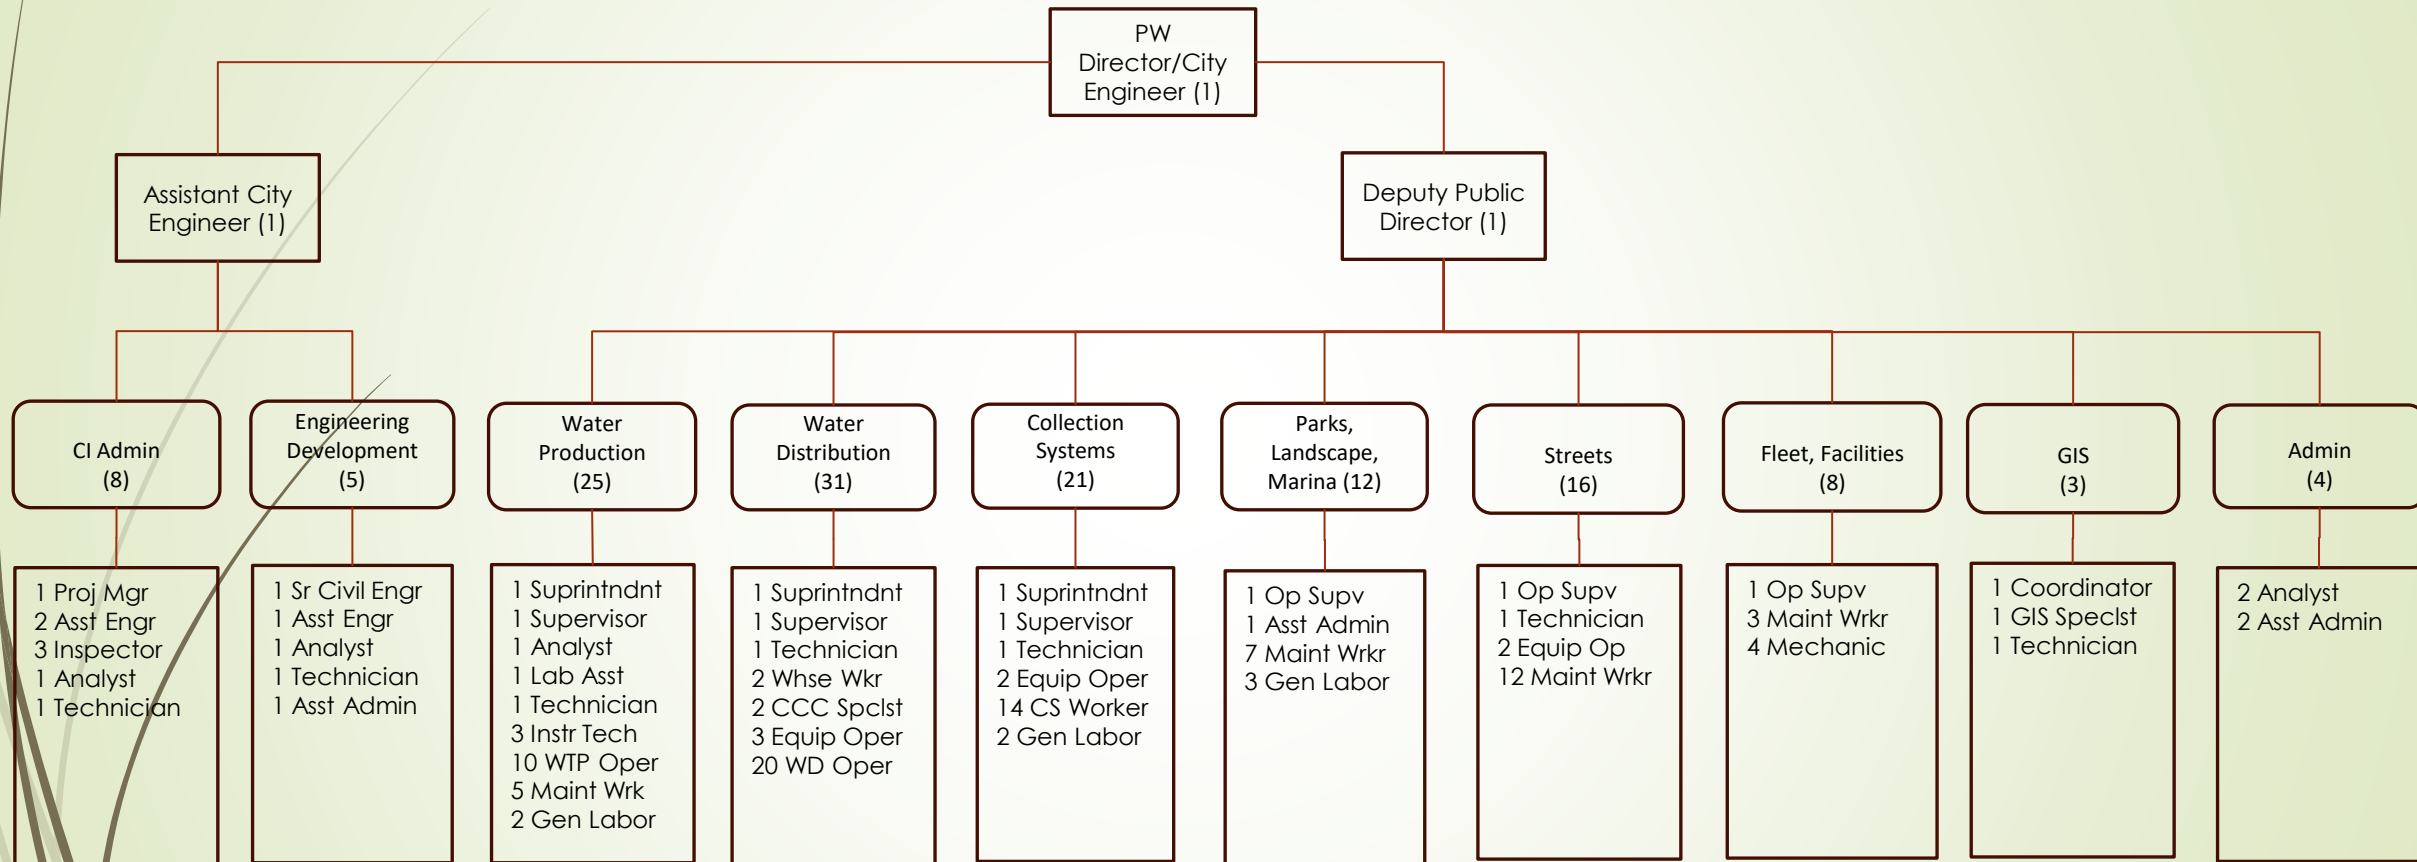 PW
Director/City
Engineer (1)
Assistant City
Engineer (1)
Deputy Public
Director (1)
CI Admin
(8)
Engineering
Development
(5)
Water
Production
(25)
Water
Distribution
(31)
Collection
Systems
(21)
Parks,
Landscape,
Marina (12)
Streets
(16)
Fleet, Facilities
(8)
GIS
(3)
Admin
(4)
1 Proj Mgr
2 Asst Engr
3 Inspector
1 Analyst
1 Technician
1 Sr Civil Engr
1 Asst Engr
1 Analyst
1 Technician
1 Asst Admin
1 Suprintndnt
1 Supervisor
1 Analyst
1 Lab Asst
1 Technician
3 Instr Tech
10 WTP Oper
5 Maint Wrk
2 Gen Labor
1 Suprintndnt
1 Supervisor
1 Technician
2 Whse Wkr
2 CCC Spclst
3 Equip Oper
20 WD Oper
1 Suprintndnt
1 Supervisor
1 Technician
2 Equip Oper
14 CS Worker
2 Gen Labor
1 Op Supv
1 Asst Admin
7 Maint Wrkr
3 Gen Labor
1 Op Supv
1 Technician
2 Equip Op
12 Maint Wrkr
1 Op Supv
3 Maint Wrkr
4 Mechanic
1 Coordinator
1 GIS Speclst
1 Technician
2 Analyst
2 Asst Admin